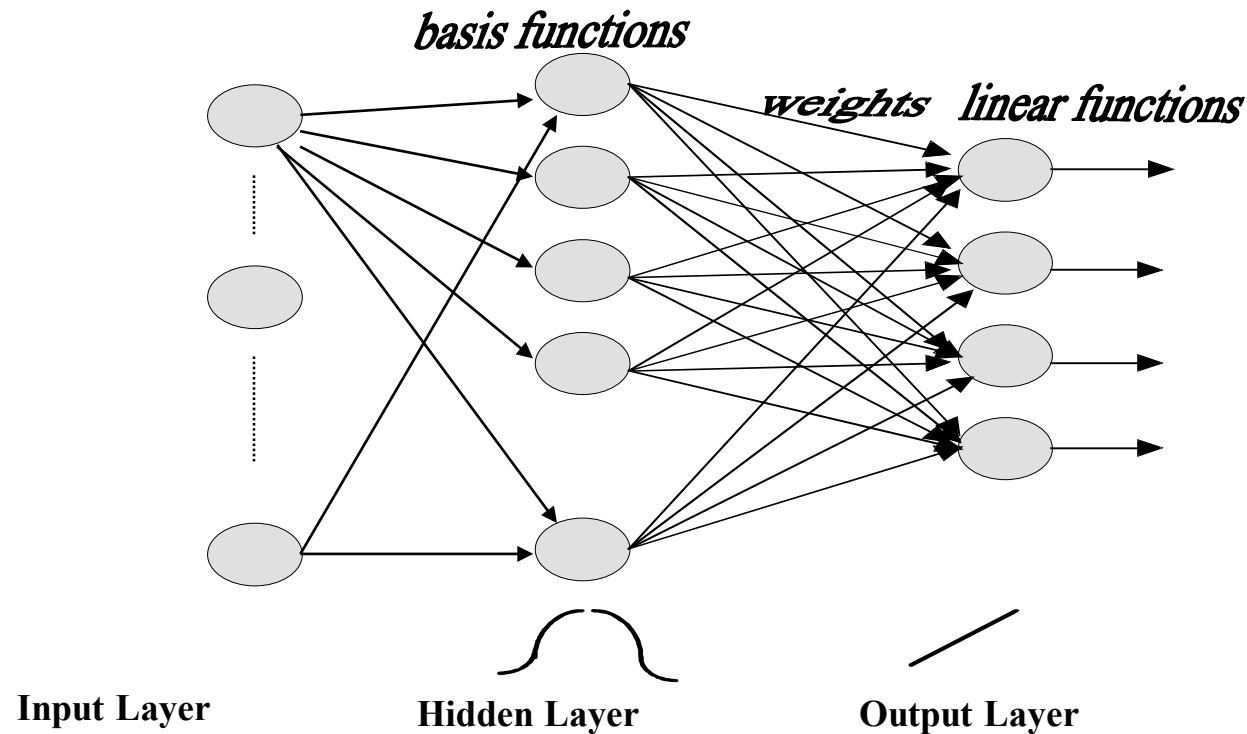 basis functions
weights
linear functions
Input Layer
Hidden Layer
Output Layer